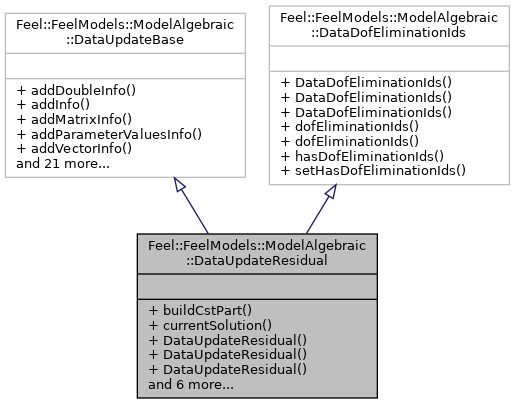 Feel::FeelModels::ModelAlgebraic
::DataUpdateBase
+ addDoubleInfo()
+ addInfo()
+ addMatrixInfo()
+ addParameterValuesInfo()
+ addVectorInfo()
and 21 more...
Feel::FeelModels::ModelAlgebraic
::DataDofEliminationIds
+ DataDofEliminationIds()
+ DataDofEliminationIds()
+ DataDofEliminationIds()
+ dofEliminationIds()
+ dofEliminationIds()
+ hasDofEliminationIds()
+ setHasDofEliminationIds()
Feel::FeelModels::ModelAlgebraic
::DataUpdateResidual
+ buildCstPart()
+ currentSolution()
+ DataUpdateResidual()
+ DataUpdateResidual()
+ DataUpdateResidual()
and 6 more...